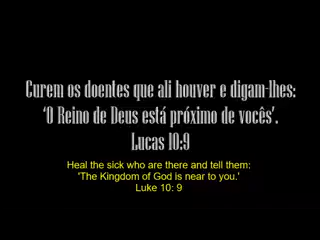 Curem os doentes que ali houver e digam-lhes:
‘O Reino de Deus está próximo de vocês’.
Lucas 10:9
Heal the sick who are there and tell them:
'The Kingdom of God is near to you.'
Luke 10: 9